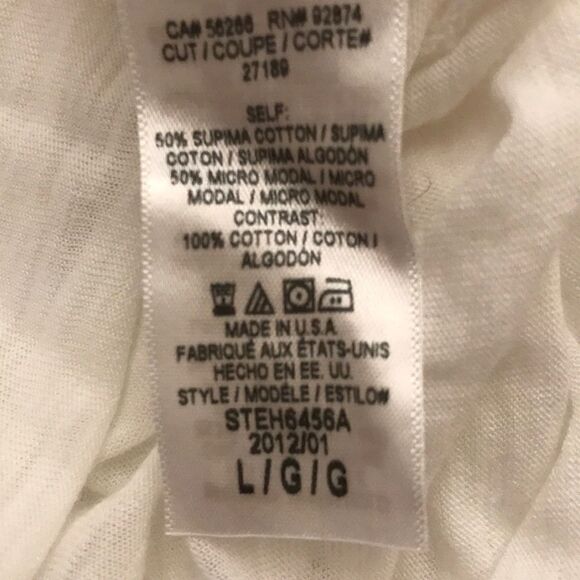 CA# 56266 RN# 92874
CUT / COUPE / CORTE#
27189
SELF:
50% SUPIMA COTTON / SUPIMA
COTON / SUPIMA ALGODÓN
50% MICRO MODAL / MICRO
MODAL / MICRO MODAL
CONTRAST:
100% COTTON / COTON /
ALGODÓN
MADE IN U.S.A
FABRIQUÉ AUX ÉTATS-UNIS
HECHO EN EE. UU.
STYLE / MODÈLE / ESTILO#
STEH6456A
2012/01
L / G / G